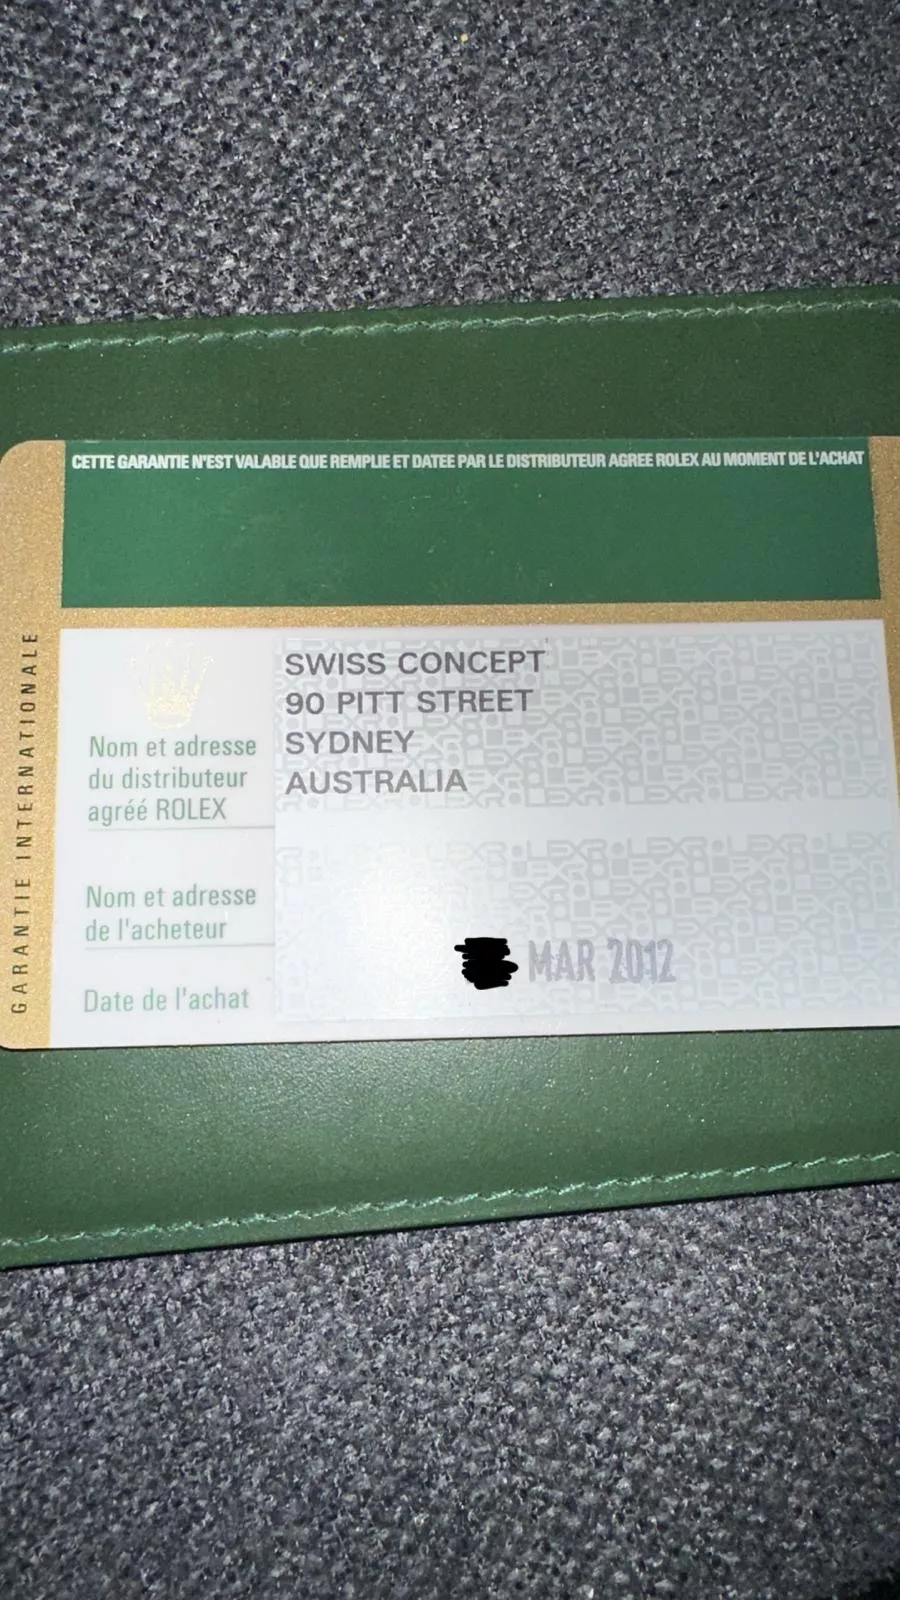 CETTE GARANTIE N'EST VALABLE QUE REMPLIE ET DATEE PAR LE DISTRIBUTEUR AGREE ROLEX AU MOMENT DE L'ACHAT
GARANTIE INTERNATIONALE
Nom et adresse
du distributeur
agréé ROLEX
SWISS CONCEPT
90 PITT STREET
SYDNEY
AUSTRALIA
Nom et adresse
de l'acheteur
Date de l'achat
MAR 2012